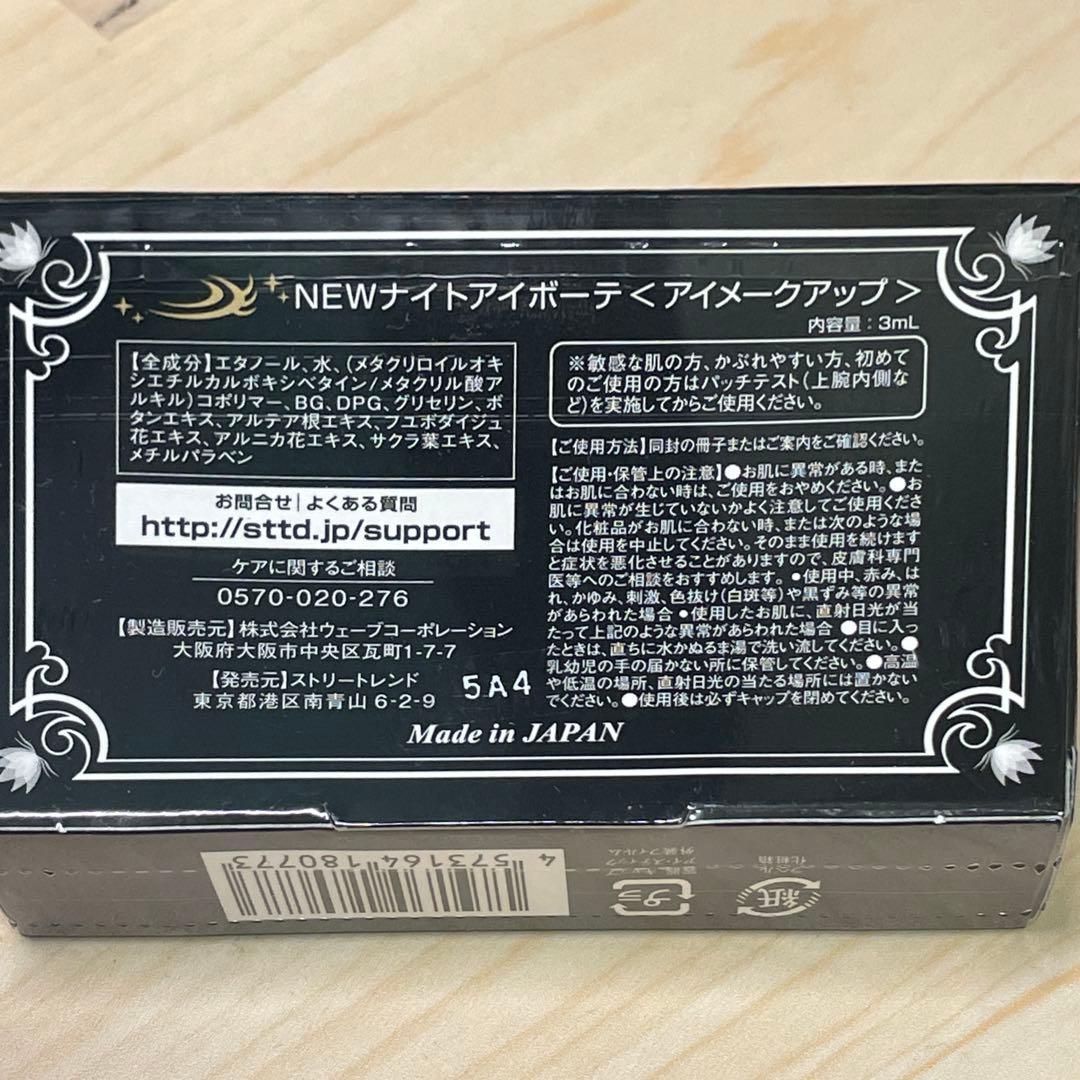 NEWナイトアイボーテ＜アイメークアップ＞
内容量：3mL
【全成分】エタノール、水、(メタクリロイルオキ
シエチルカルボキシベタイン/メタクリル酸ア
ルキル)コポリマー、BG、DPG、グリセリン、ボ
タンエキス、アルテア根エキス、フユボダイジュ
花エキス、アルニカ花エキス、サクラ葉エキス、
メチルパラベン
お問合せ|よくある質問
http://sttd.jp/support
ケアに関するご相談
0570-020-276
【製造販売元】株式会社ウェーブコーポレーション
大阪府大阪市中央区瓦町1-7-7
【発売元】ストリートレンド
東京都港区南青山6-2-9
5A4
※敏感な肌の方、かぶれやすい方、初めて
のご使用の方はパッチテスト(上腕内側な
ど)を実施してからご使用ください。
【ご使用方法】同封の冊子またはご案内をご確認ください。
【ご使用・保管上の注意】●お肌に異常がある時、また
はお肌に合わない時は、ご使用をおやめください。●お
肌に異常が生じていないかよく注意してご使用くださ
い。化粧品がお肌に合わない時、または次のような場
合は使用を中止してください。そのまま使用を続けます
と症状を悪化させることがありますので、皮膚科専門
医等へのご相談をおすすめします。●使用中、赤み、は
れ、かゆみ、刺激、色抜け(白斑等)や黒ずみ等の異常
があらわれた場合●使用したお肌に、直射日光が当
たって上記のような異常があらわれた場合 ●目に入っ
たときは、直ちに水かぬるま湯で洗い流してください。●
乳幼児の手の届かない所に保管してください。●高温
や低温の場所、直射日光の当たる場所には置かない
でください。●使用後は必ずキャップを閉めてください。
Made in JAPAN
4 573164 180773
容器・キャップ
アイ・スティック
外装フィルム
プラ
ラベル
化粧箱
紙